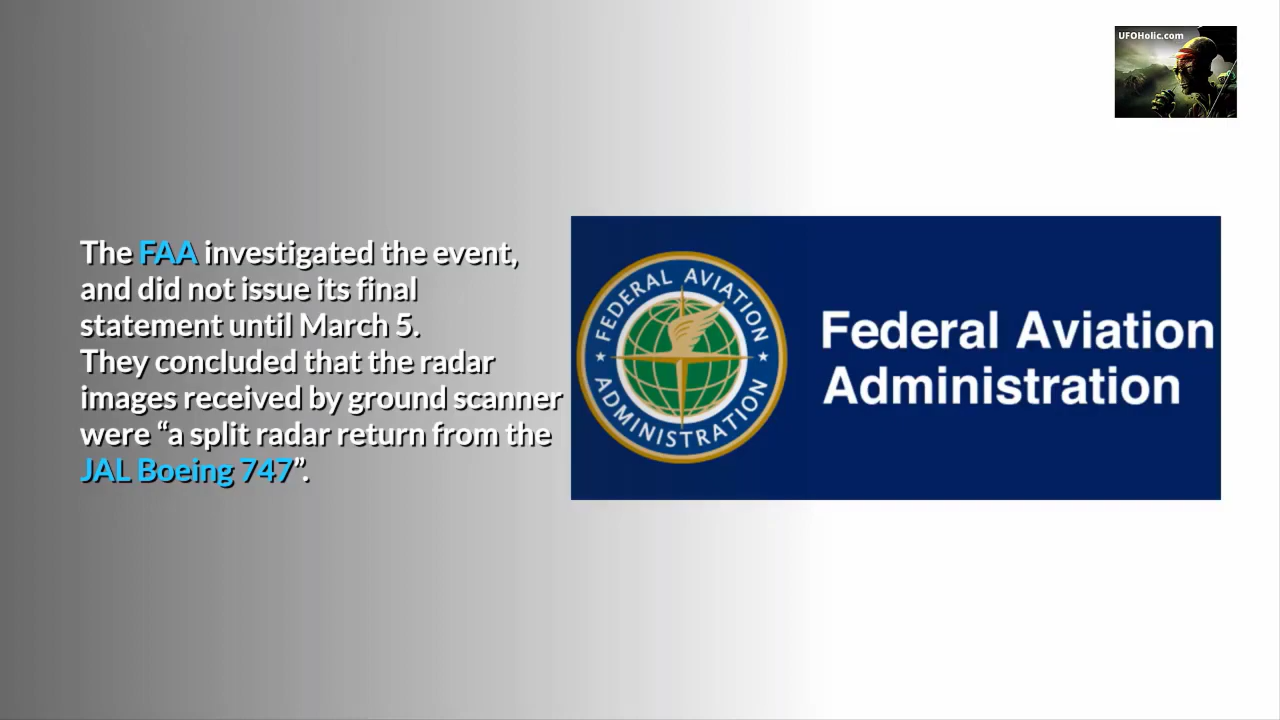 UFOHolic.com
The FAA investigated the event,
and did not issue its final
statement until March 5.
They concluded that the radar
images received by ground scanner
were “a split radar return from the
JAL Boeing 747”.
FEDERAL AVIATION
ADMINISTRATION
Federal Aviation
Administration